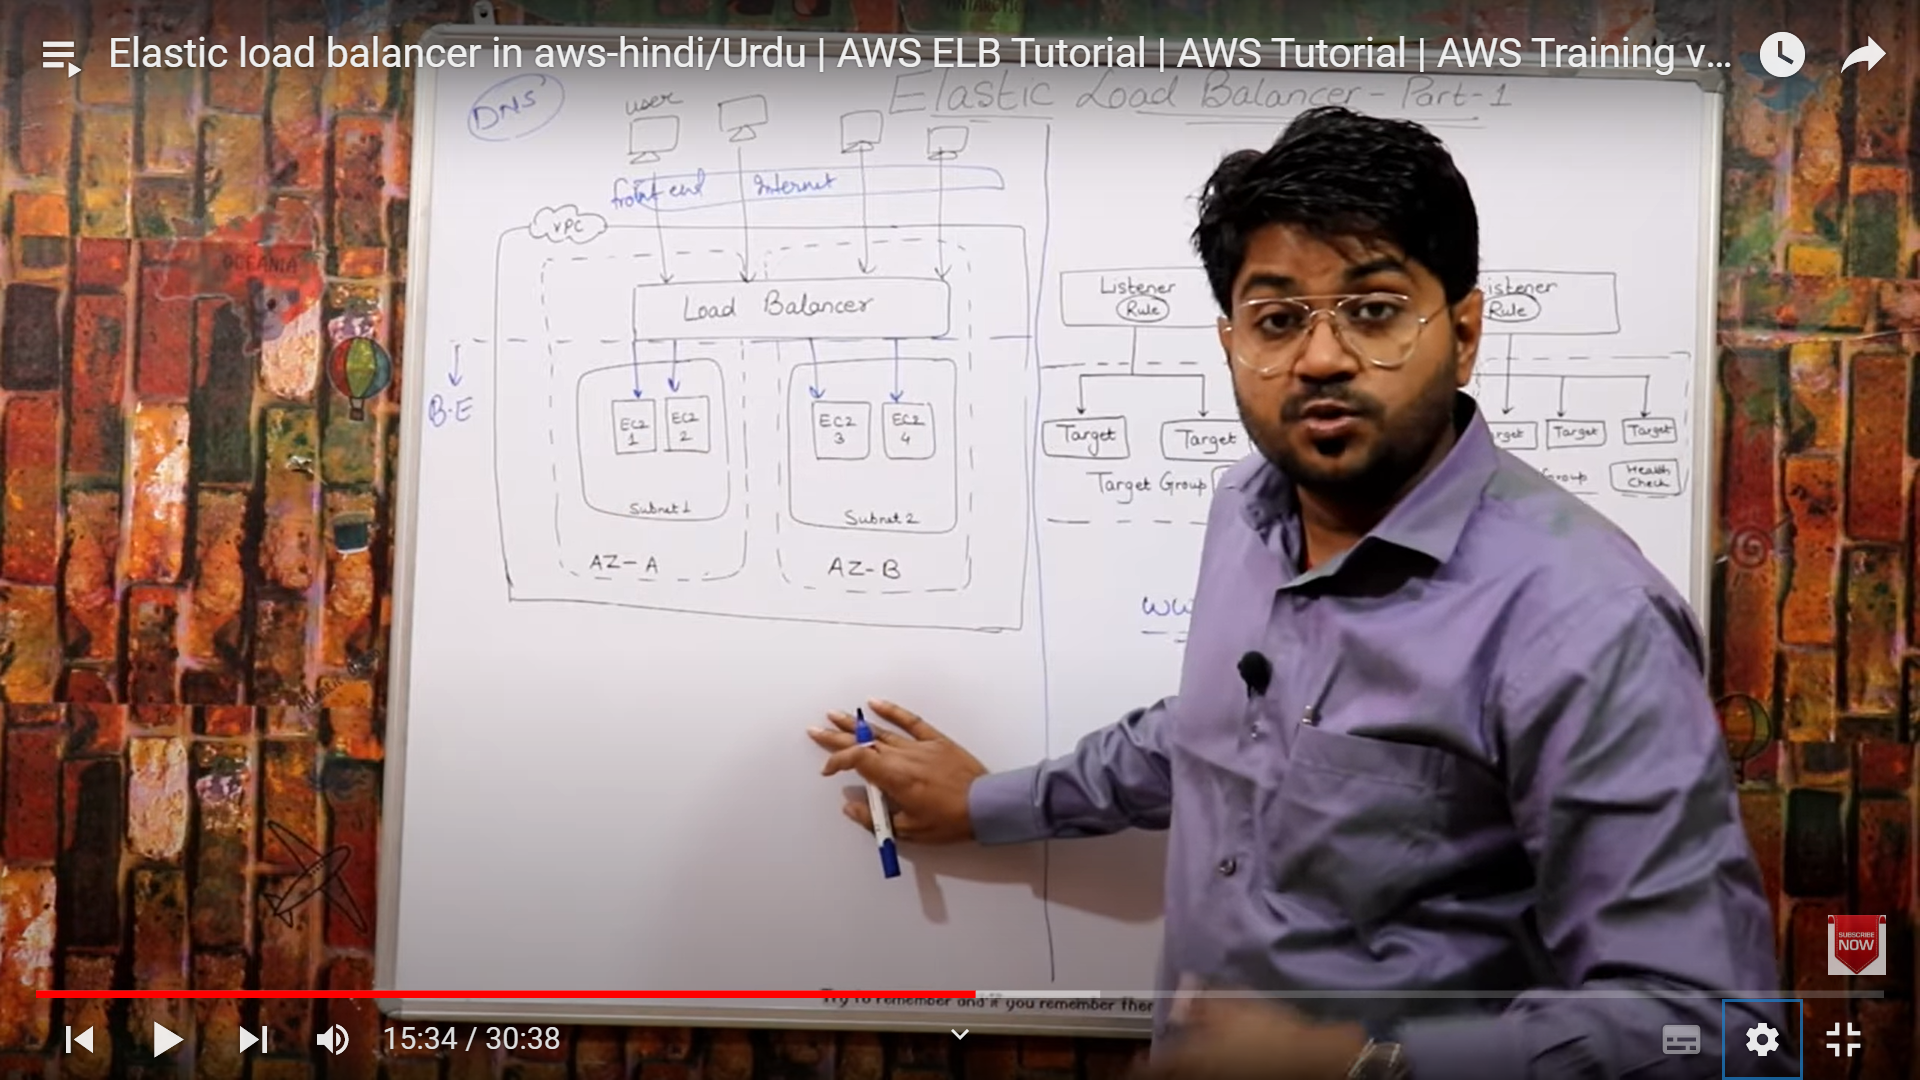 Elastic load balancer in aws-hindi/Urdu | AWS ELB Tutorial | AWS Tutorial | AWS Training v...
Elastic Load Balancer - Part-1
DNS
user
front end Internet
VPC
Load Balancer
B.E
EC2
1
EC2
2
EC2
3
EC2
4
Subnet 1
Subnet 2
AZ-A
AZ-B
Listener
Rule
Target
Target
Target Group
istener
Rule
rget
Target
Target
Group
Health
Check
OCEANIA
SUBSCRIBE
NOW
Try to remember and if you remember then
15:34 / 30:38